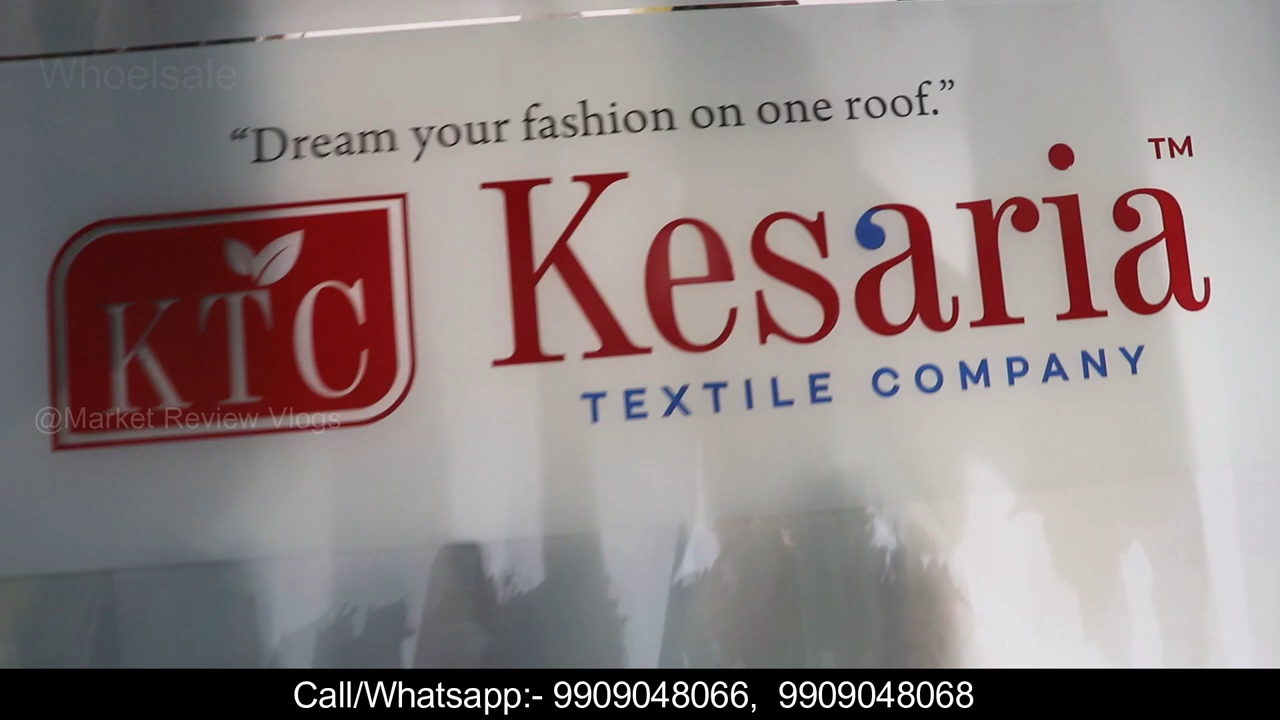 Whoelsale
“Dream your fashion on one roof.”
KTC
Kesaria™
TEXTILE COMPANY
@Market Review Vlogs
Call/Whatsapp:- 9909048066, 9909048068